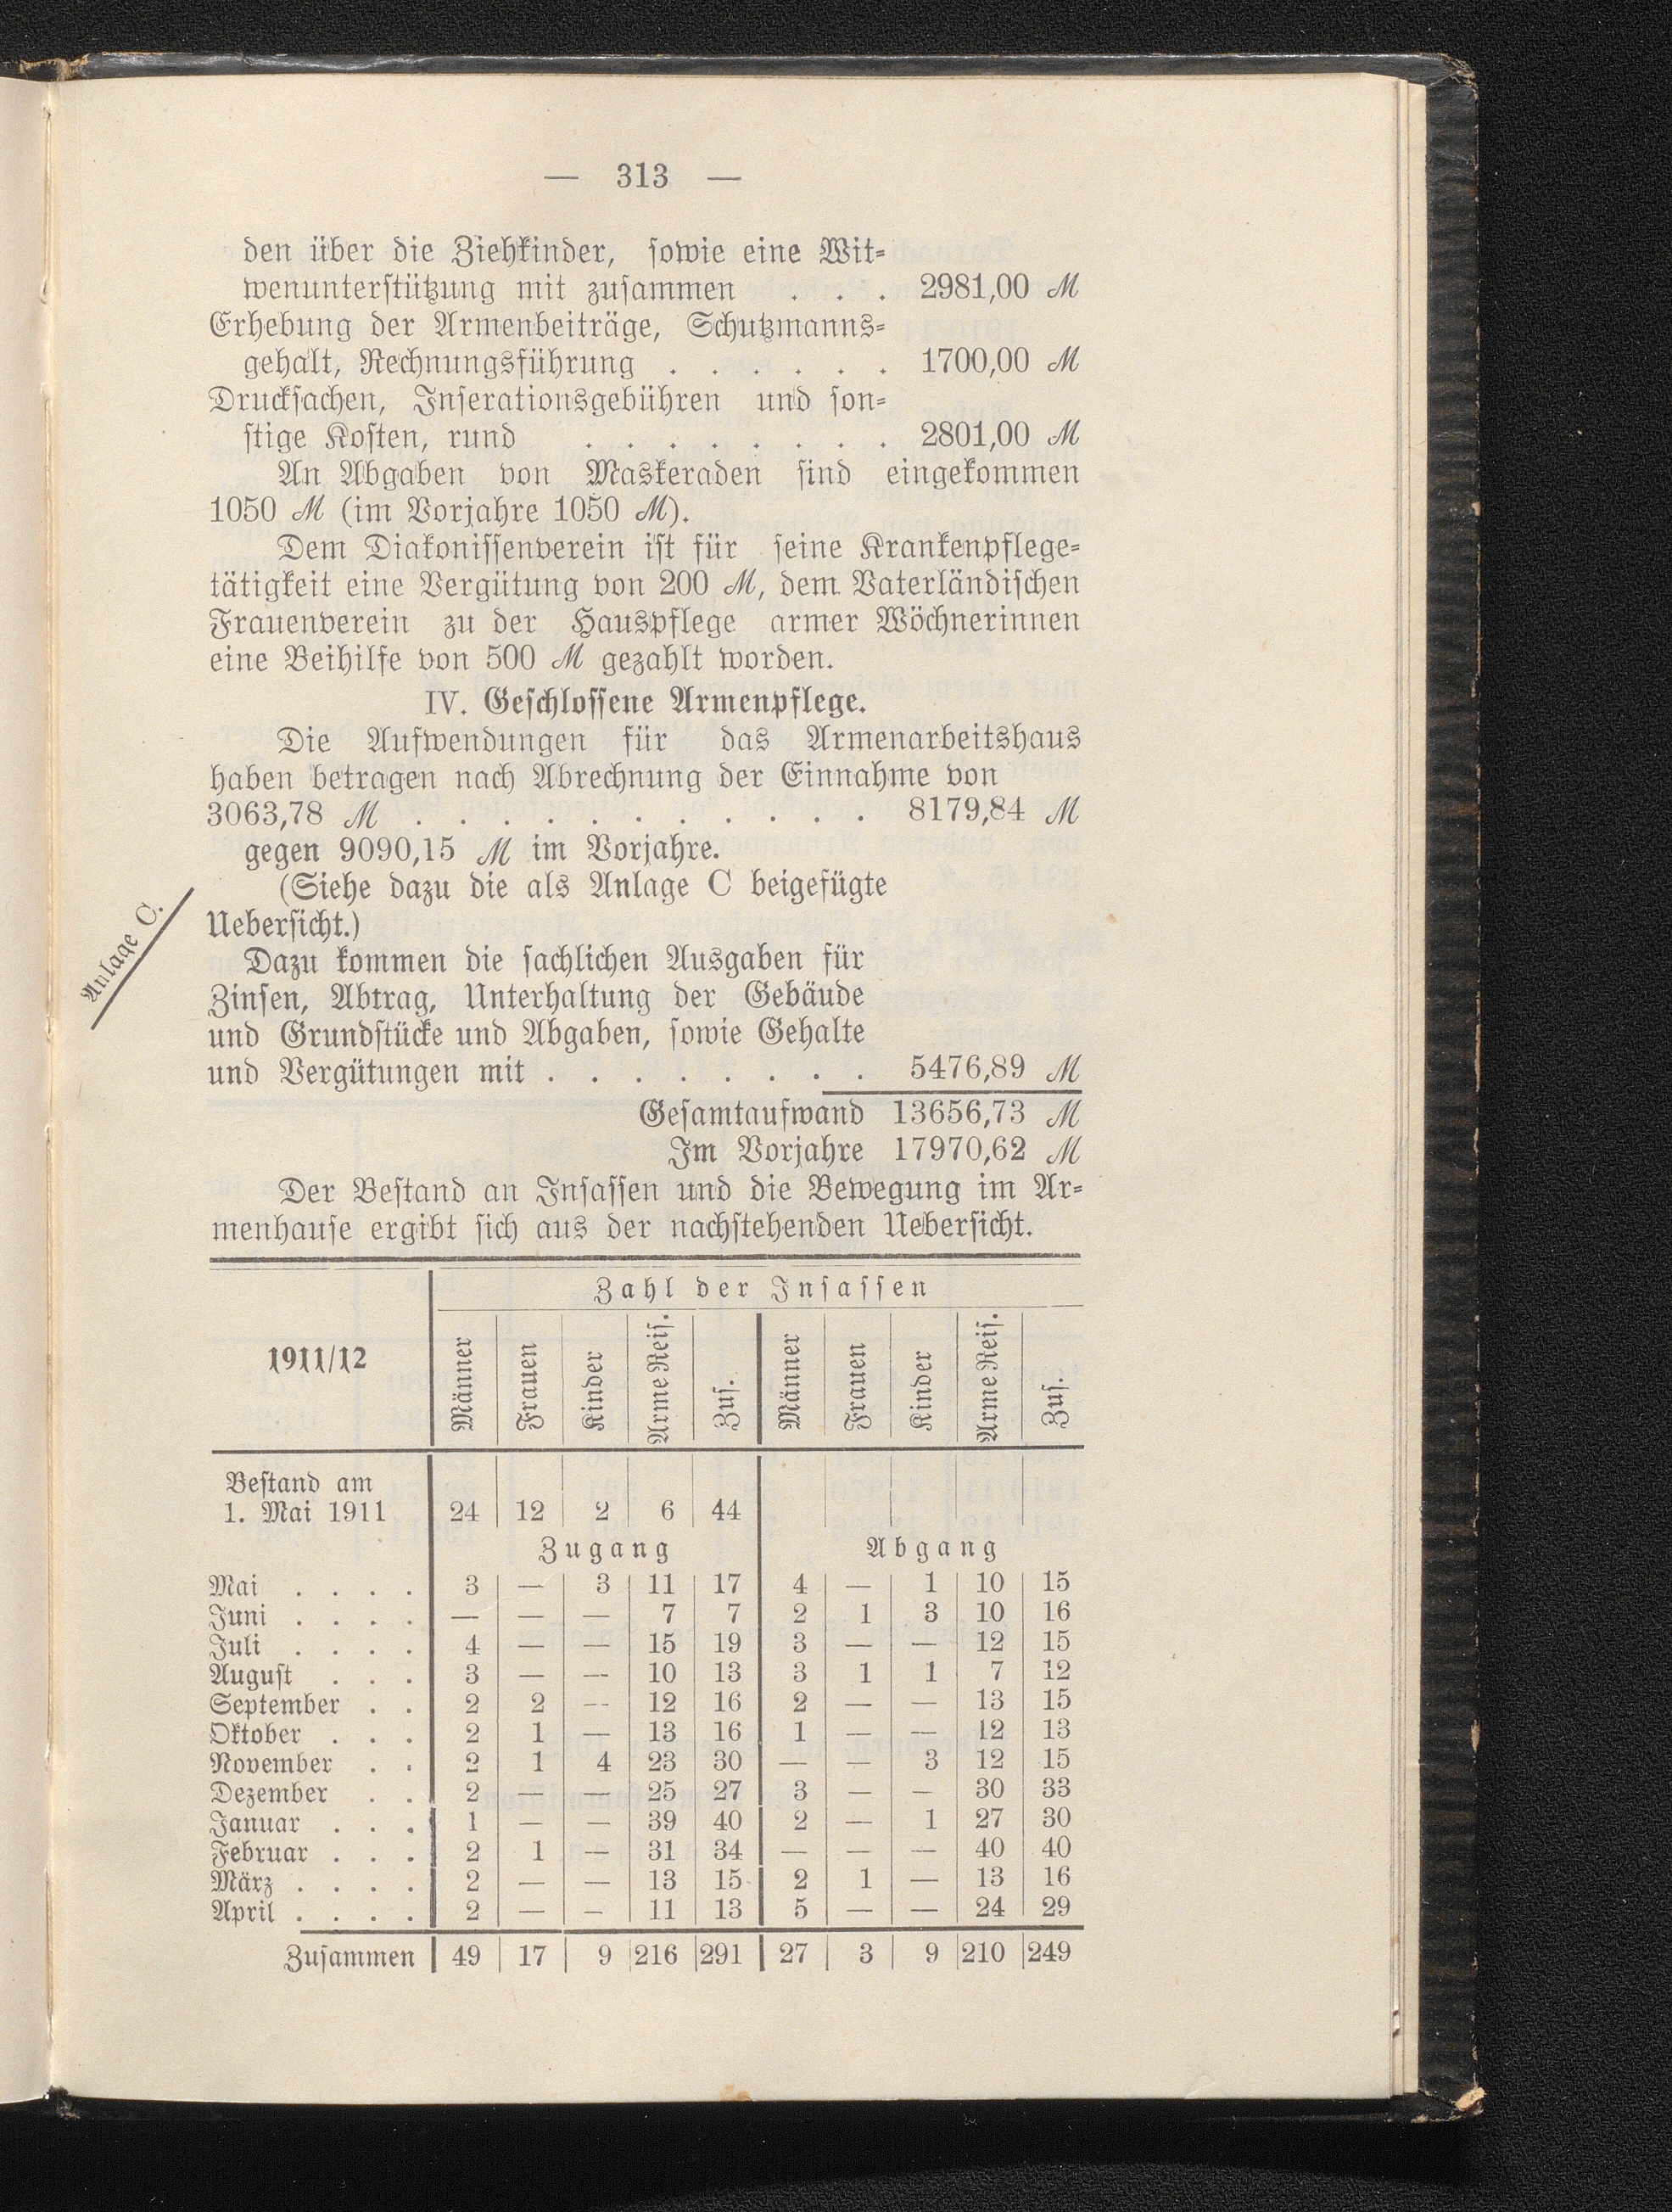 — 313 —
den über die Ziehkinder, sowie eine Wit-
wenunterstützung mit zusammen . . . 2981,00 ℳ
Erhebung der Armenbeiträge, Schutzmanns-
gehalt, Rechnungsführung . . . . . . 1700,00 ℳ
Drucksachen, Inserationsgebühren und son-
stige Kosten, rund . . . . . . . . 2801,00 ℳ
An Abgaben von Maskeraden sind eingekommen
1050 ℳ (im Vorjahre 1050 ℳ).
Dem Diakonissenverein ist für seine Krankenpflege-
tätigkeit eine Vergütung von 200 ℳ, dem Vaterländischen
Frauenverein zu der Hauspflege armer Wöchnerinnen
eine Beihilfe von 500 ℳ gezahlt worden.
IV. Geschlossene Armenpflege.
Die Aufwendungen für das Armenarbeitshaus
haben betragen nach Abrechnung der Einnahme von
3063,78 ℳ . . . . . . . . . . . 8179,84 ℳ
gegen 9090,15 ℳ im Vorjahre.
(Siehe dazu die als Anlage C beigefügte
Anlage C.
Uebersicht.)
Dazu kommen die sachlichen Ausgaben für
Zinsen, Abtrag, Unterhaltung der Gebäude
und Grundstücke und Abgaben, sowie Gehalte
und Vergütungen mit . . . . . . . . 5476,89 ℳ
Gesamtaufwand 13656,73 ℳ
Im Vorjahre 17970,62 ℳ
Der Bestand an Insassen und die Bewegung im Ar-
menhause ergibt sich aus der nachstehenden Uebersicht.
Zahl der Insassen
1911/12 Männer Frauen Kinder Arme Reis. Zus. Männer Frauen Kinder Arme Reis. Zus.
Bestand am
1. Mai 1911 24 12 2 6 44
Zugang Abgang
Mai . . . . 3 — 3 11 17 4 — 1 10 15
Juni . . . . — — — 7 7 2 1 3 10 16
Juli . . . . 4 — — 15 19 3 — — 12 15
August . . . 3 — — 10 13 3 1 1 7 12
September . . 2 2 — 12 16 2 — — 13 15
Oktober . . . 2 1 — 13 16 1 — — 12 13
November . . 2 1 4 23 30 — — 3 12 15
Dezember . . 2 — — 25 27 3 — — 30 33
Januar . . . 1 — — 39 40 2 — 1 27 30
Februar . . . 2 1 — 31 34 — — — 40 40
März . . . . 2 — — 13 15 2 1 — 13 16
April . . . . 2 — — 11 13 5 — — 24 29
Zusammen 49 17 9 216 291 27 3 9 210 249